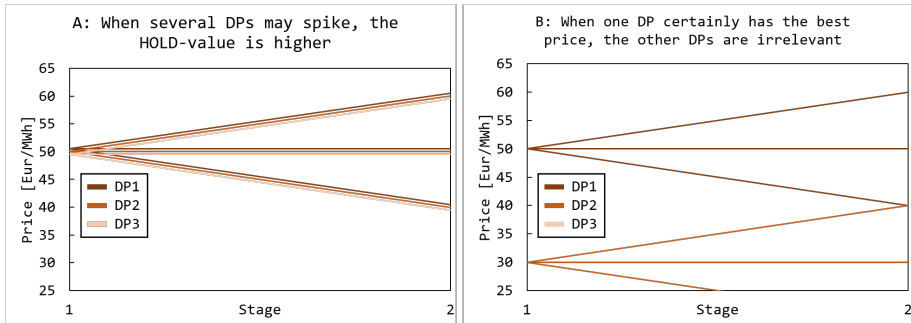 A: When several DPs may spike, the
HOLD-value is higher
65
60
55
50
45
40
35
30
25
Price [Eur/MWh]
DP1
DP2
DP3
1
Stage
2
B: When one DP certainly has the best
price, the other DPs are irrelevant
65
60
55
50
45
40
35
30
25
Price [Eur/MWh]
DP1
DP2
DP3
1
Stage
2